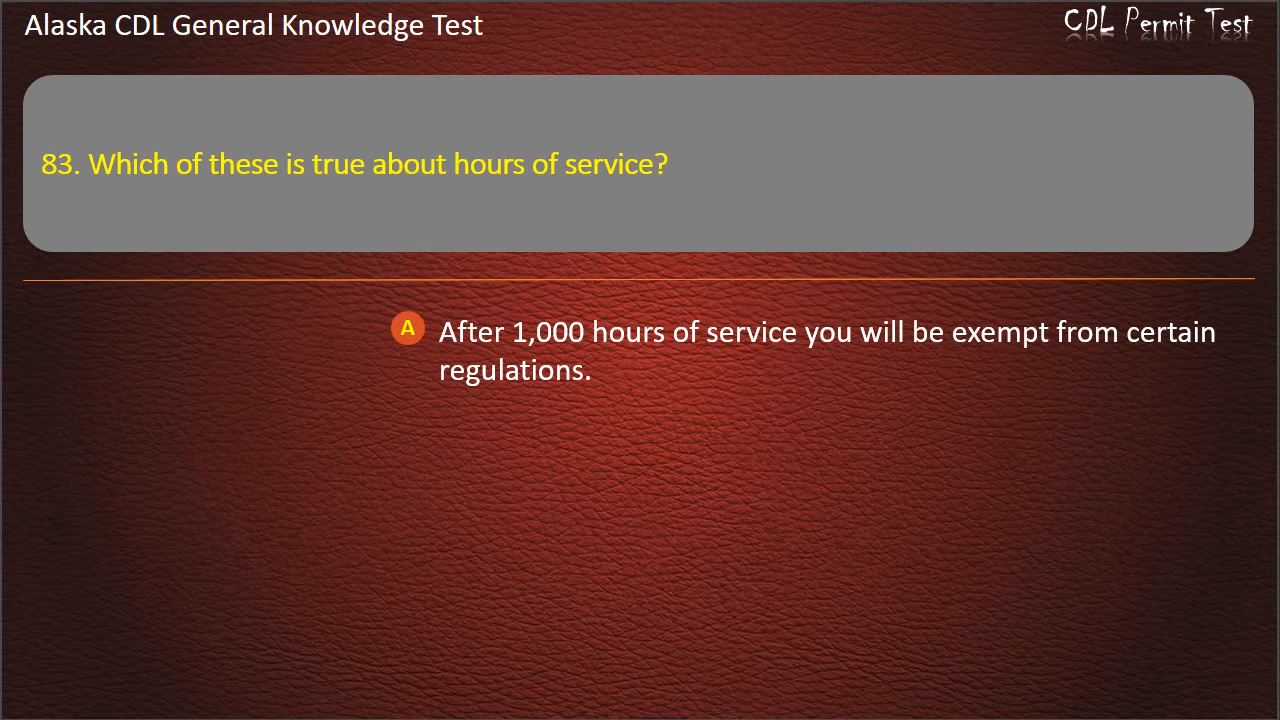 Alaska CDL General Knowledge Test
CDL Permit Test
83. Which of these is true about hours of service?
A After 1,000 hours of service you will be exempt from certain
regulations.